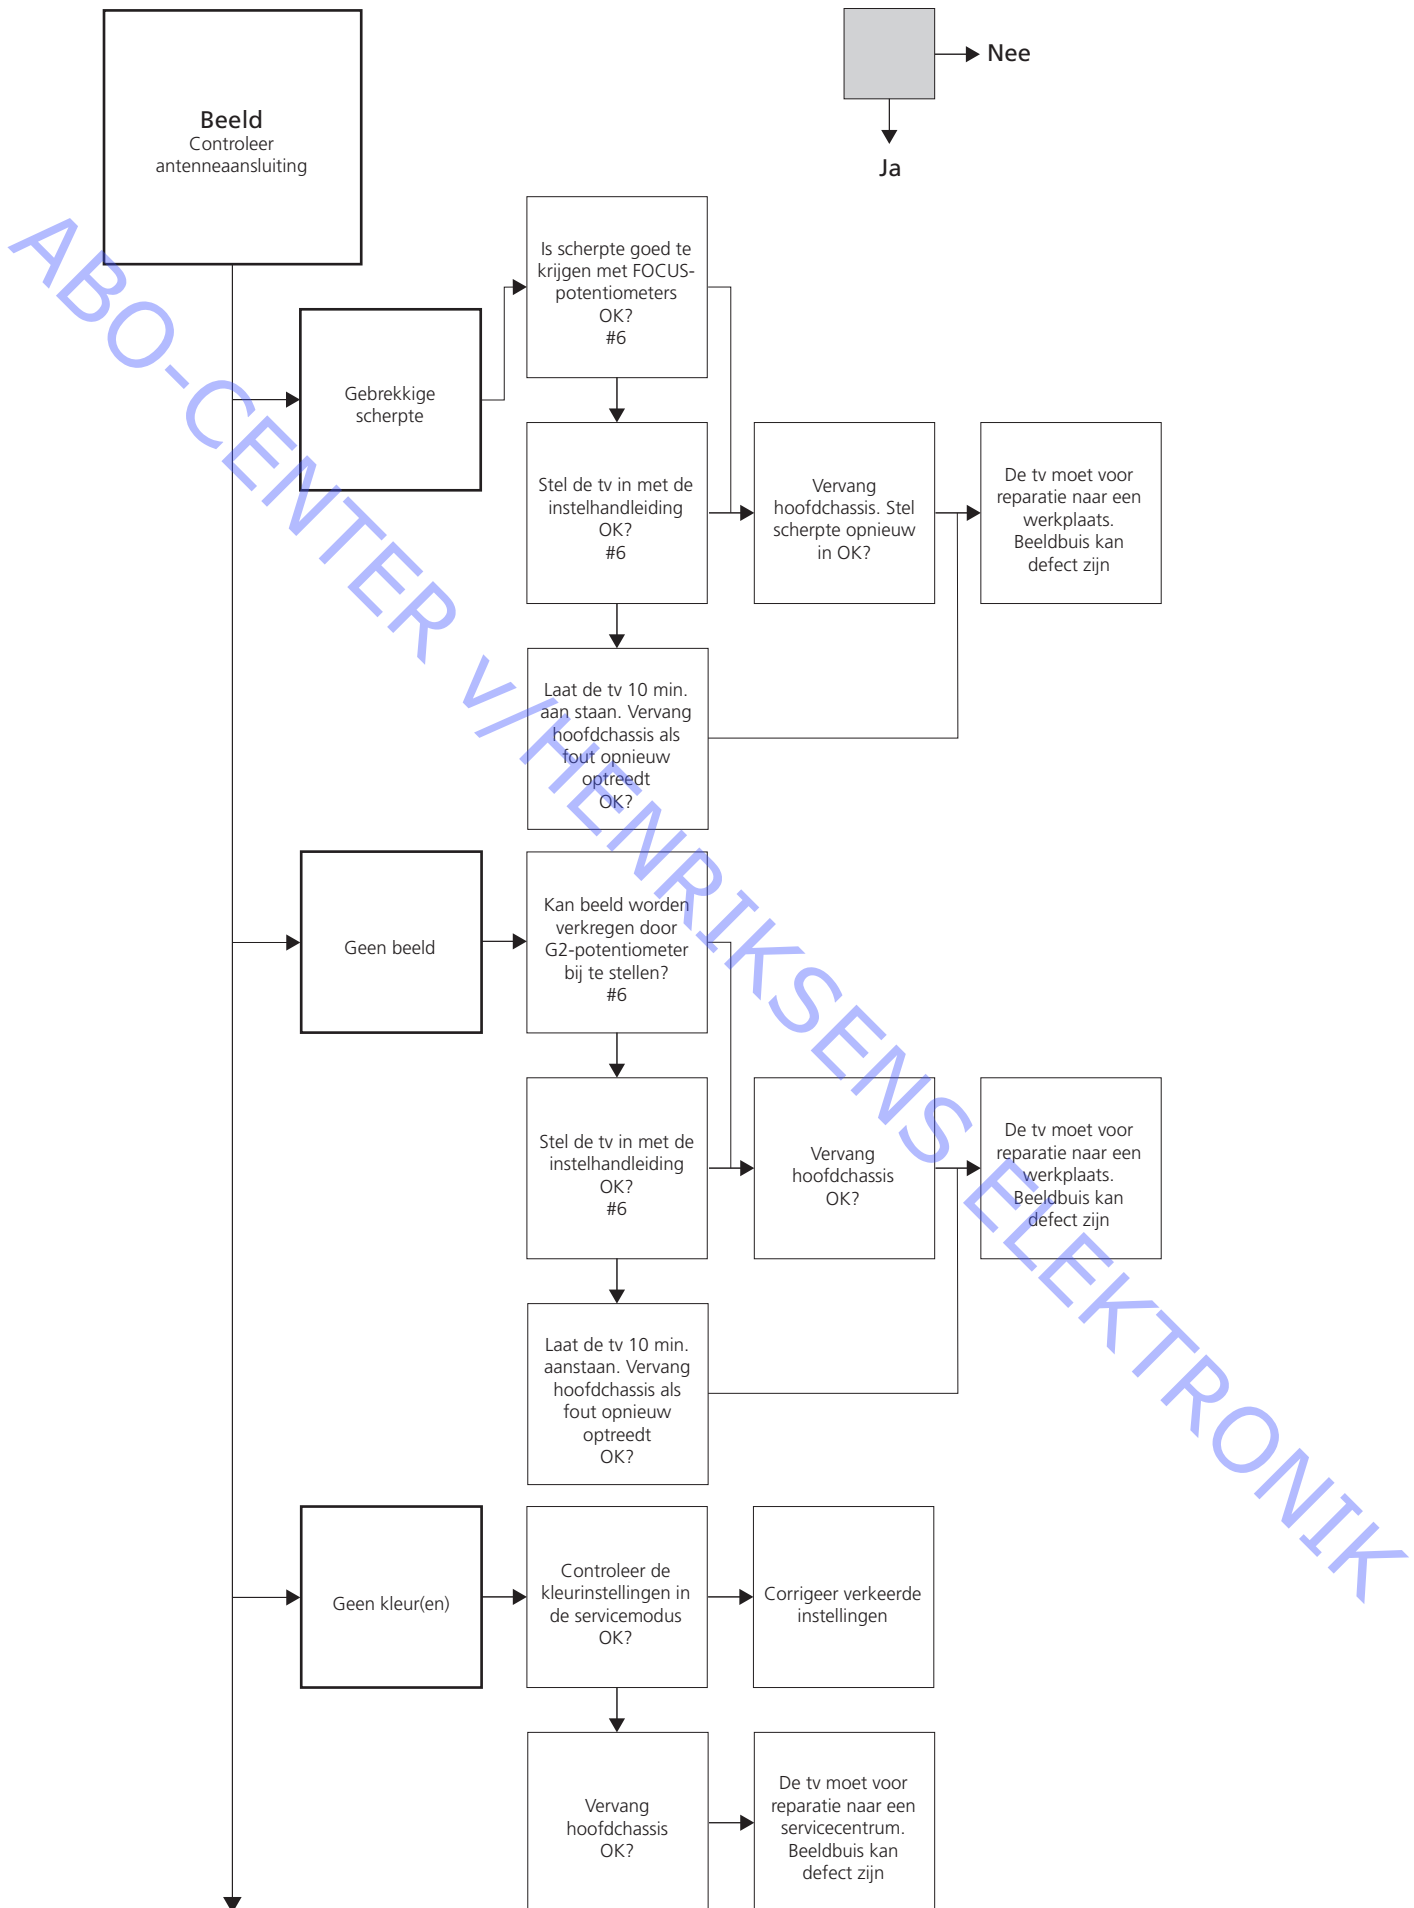 Beeld
Controleer
antenneaansluiting
Nee
Ja
Is scherpte goed te
krijgen met FOCUS-
potentiometers
OK?
#6
Gebrekkige
scherpte
Stel de tv in met de
instelhandleiding
OK?
#6
Vervang
hoofdchassis. Stel
scherpte opnieuw
in OK?
De tv moet voor
reparatie naar een
werkplaats.
Beeldbuis kan
defect zijn
Laat de tv 10 min.
aan staan. Vervang
hoofdchassis als
fout opnieuw
optreedt
OK?
Geen beeld
Kan beeld worden
verkregen door
G2-potentiometer
bij te stellen?
#6
Stel de tv in met de
instelhandleiding
OK?
#6
Vervang
hoofdchassis
OK?
De tv moet voor
reparatie naar een
werkplaats.
Beeldbuis kan
defect zijn
Laat de tv 10 min.
aanstaan. Vervang
hoofdchassis als
fout opnieuw
optreedt
OK?
Geen kleur(en)
Controleer de
kleurinstellingen in
de servicemodus
OK?
Corrigeer verkeerde
instellingen
Vervang
hoofdchassis
OK?
De tv moet voor
reparatie naar een
servicecentrum.
Beeldbuis kan
defect zijn
ABO-CENTER v/HENRIKSENS ELEKTRONIK